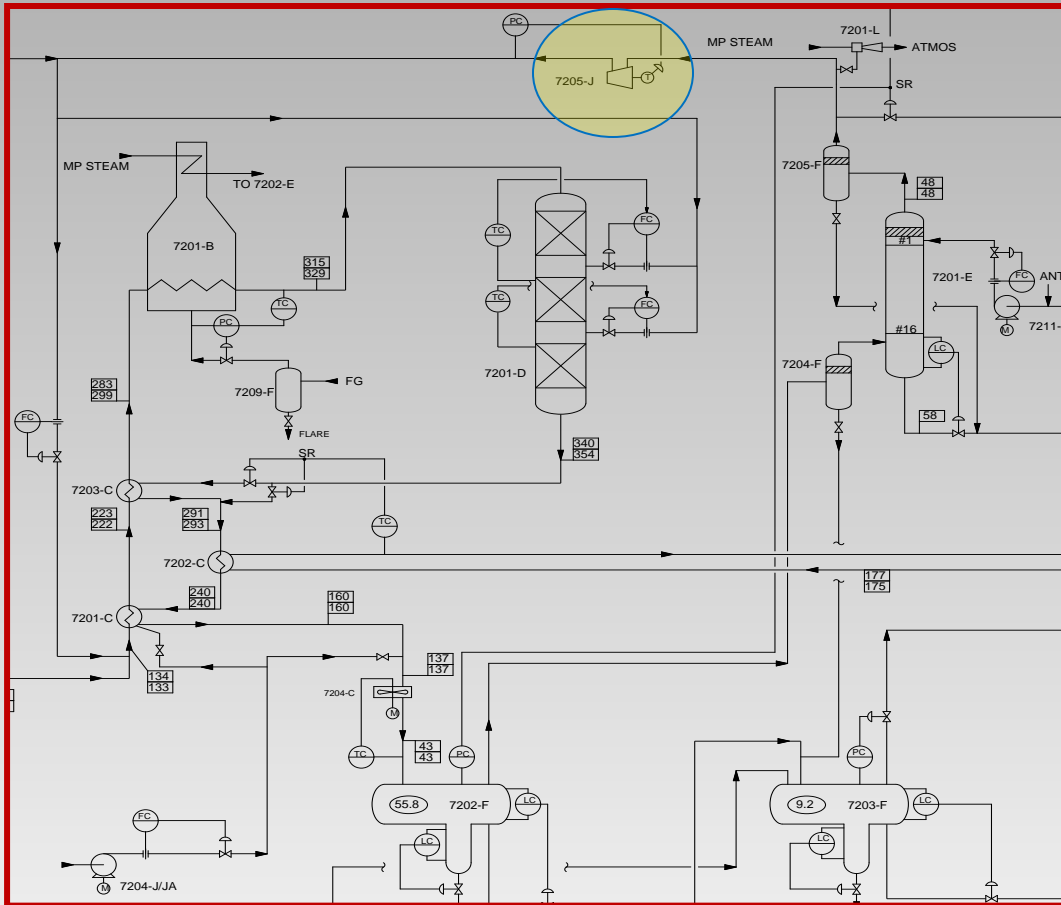 PC
7201-L
MP STEAM
ATMOS
7205-J
T
SR
MP STEAM
TO 7202-E
7205-F
48
48
TC
FC
#1
7201-B
7201-E
315
329
TC
FC
ANT
TC
FC
PC
M
7211-
#16
7204-F
LC
7209-F
FG
7201-D
283
299
FC
58
FLARE
SR
340
354
7203-C
223
222
291
293
TC
7202-C
177
175
240
240
160
160
7201-C
137
137
134
133
7204-C
M
43
43
TC
PC
PC
55.8
7202-F
LC
9.2
7203-F
LC
FC
LC
LC
7204-J/JA
M